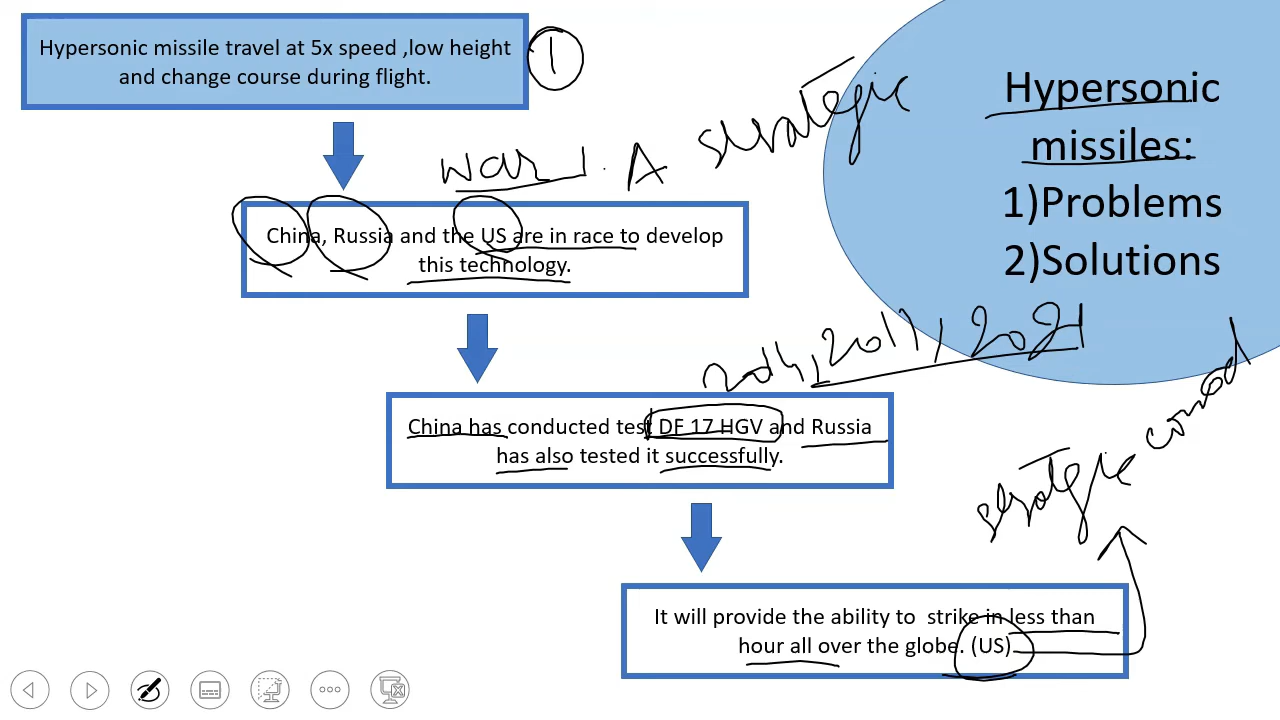 Hypersonic missile travel at 5x speed ,low height
and change course during flight.
1
Hypersonic
missiles:
1)Problems
2)Solutions
war 1. A strategic
China, Russia and the US are in race to develop
this technology.
2014, 2017, 2021
China has conducted test DF 17 HGV and Russia
has also tested it successfully.
strategic
It will provide the ability to strike in less than
hour all over the globe. (US)